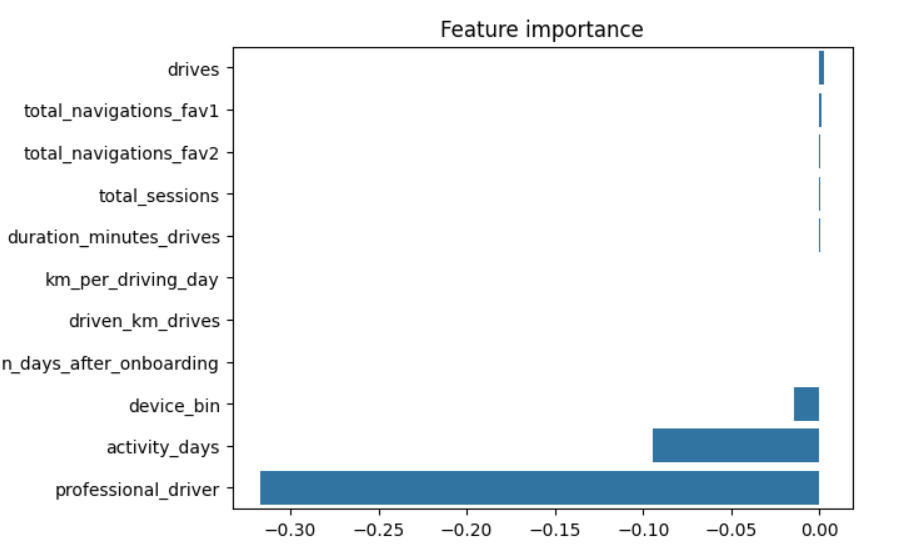 Feature importance
drives
total_navigations_fav1
total_navigations_fav2
total_sessions
duration_minutes_drives
km_per_driving_day
driven_km_drives
n_days_after_onboarding
device_bin
activity_days
professional_driver
−0.30 −0.25 −0.20 −0.15 −0.10 −0.05 0.00